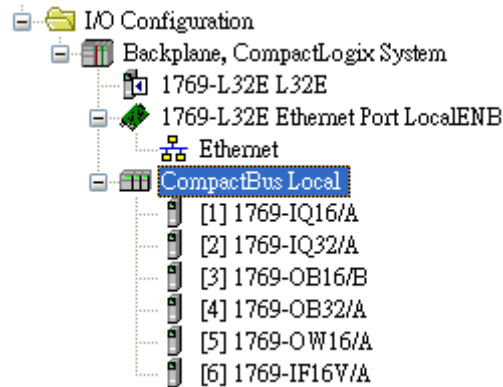 I/O Configuration
Backplane, CompactLogix System
1769-L32E L32E
1769-L32E Ethernet Port LocalENB
Ethernet
CompactBus Local
[1] 1769-IQ16/A
[2] 1769-IQ32/A
[3] 1769-OB16/B
[4] 1769-OB32/A
[5] 1769-OW16/A
[6] 1769-IF16V/A